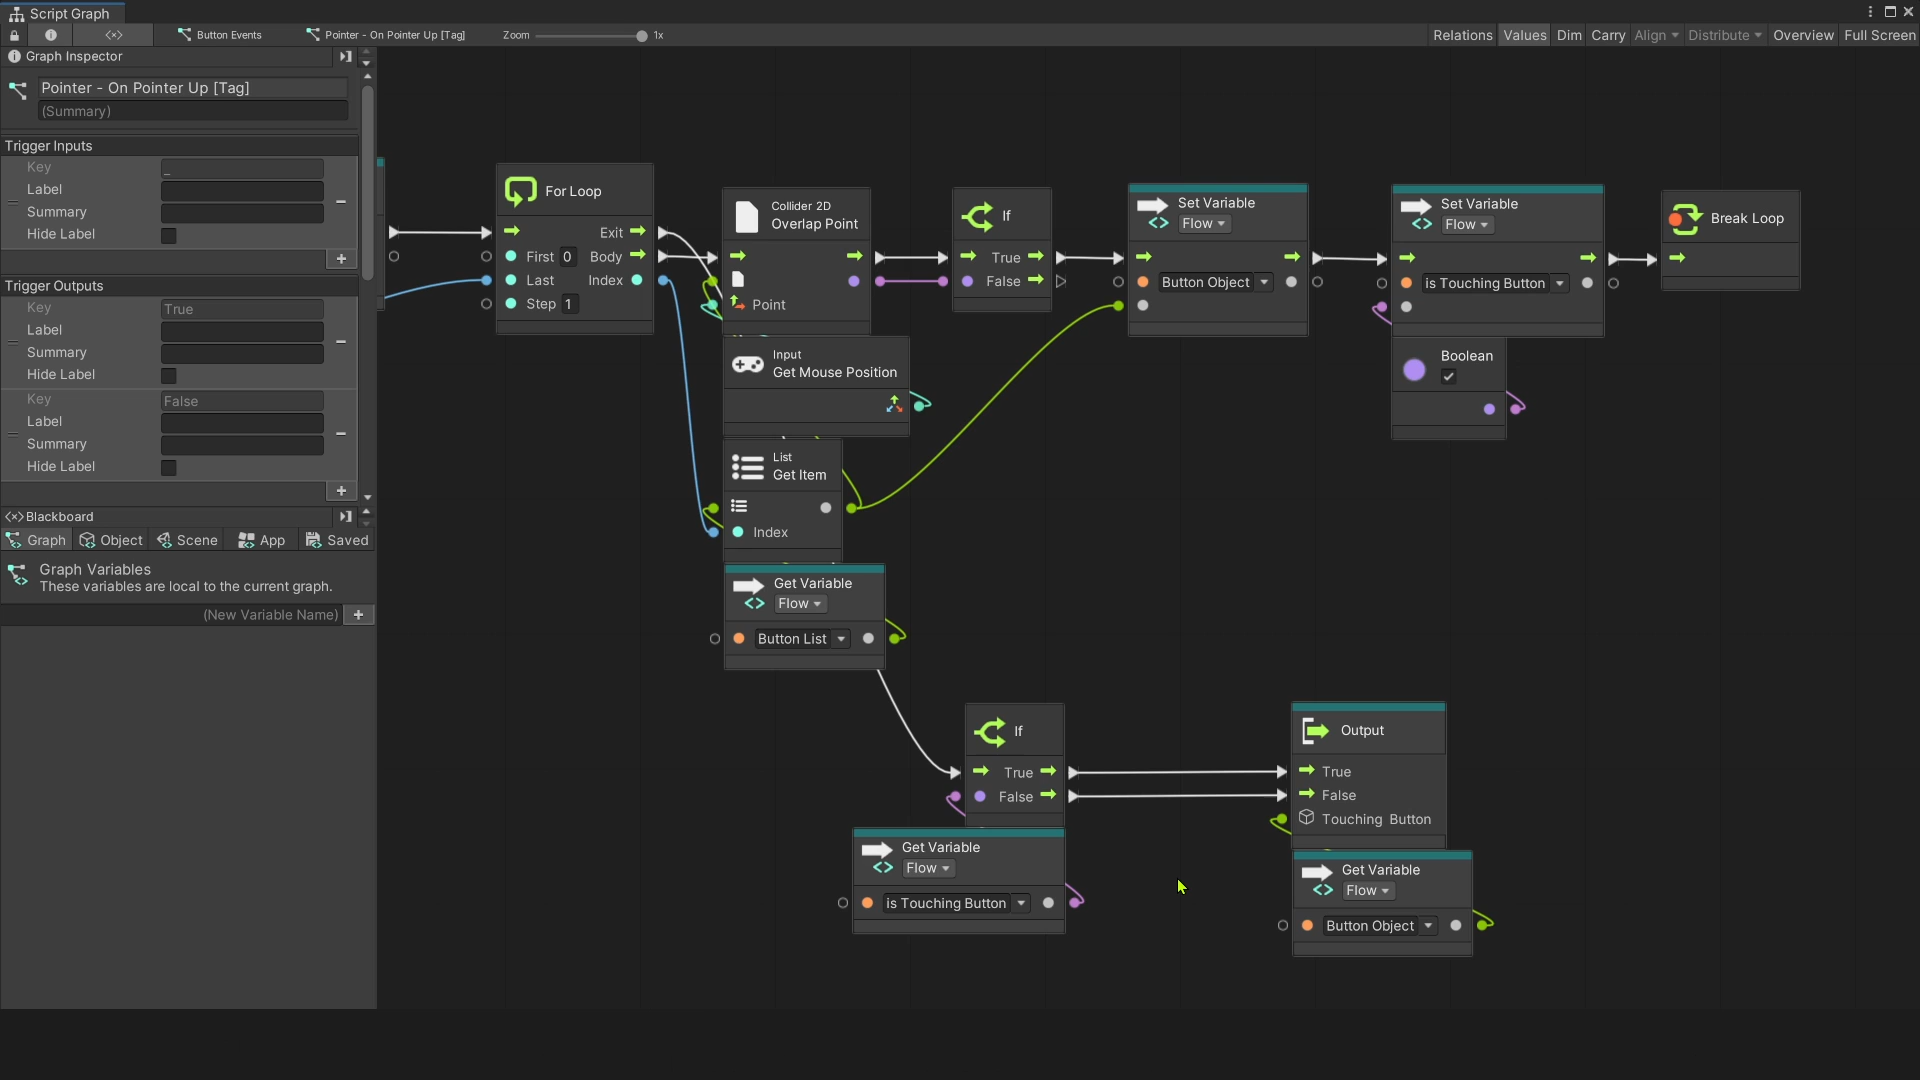 Script Graph
Button Events
Pointer - On Pointer Up [Tag]
Zoom
1x
Relations
Values
Dim
Carry
Align
Distribute
Overview
Full Screen
Graph Inspector
Pointer - On Pointer Up [Tag]
(Summary)
Trigger Inputs
Key
_
Label
Summary
Hide Label
Trigger Outputs
Key
True
Label
Summary
Hide Label
Key
False
Label
Summary
Hide Label
Blackboard
Graph
Object
Scene
App
Saved
Graph Variables
These variables are local to the current graph.
(New Variable Name)
For Loop
Exit
First 0 Body
Last Index
Step 1
Collider 2D
Overlap Point
Point
If
True
False
Set Variable
Flow
Button Object
Set Variable
Flow
is Touching Button
Break Loop
Boolean
Input
Get Mouse Position
List
Get Item
Index
Get Variable
Flow
Button List
If
True
False
Output
True
False
Touching Button
Get Variable
Flow
is Touching Button
Get Variable
Flow
Button Object